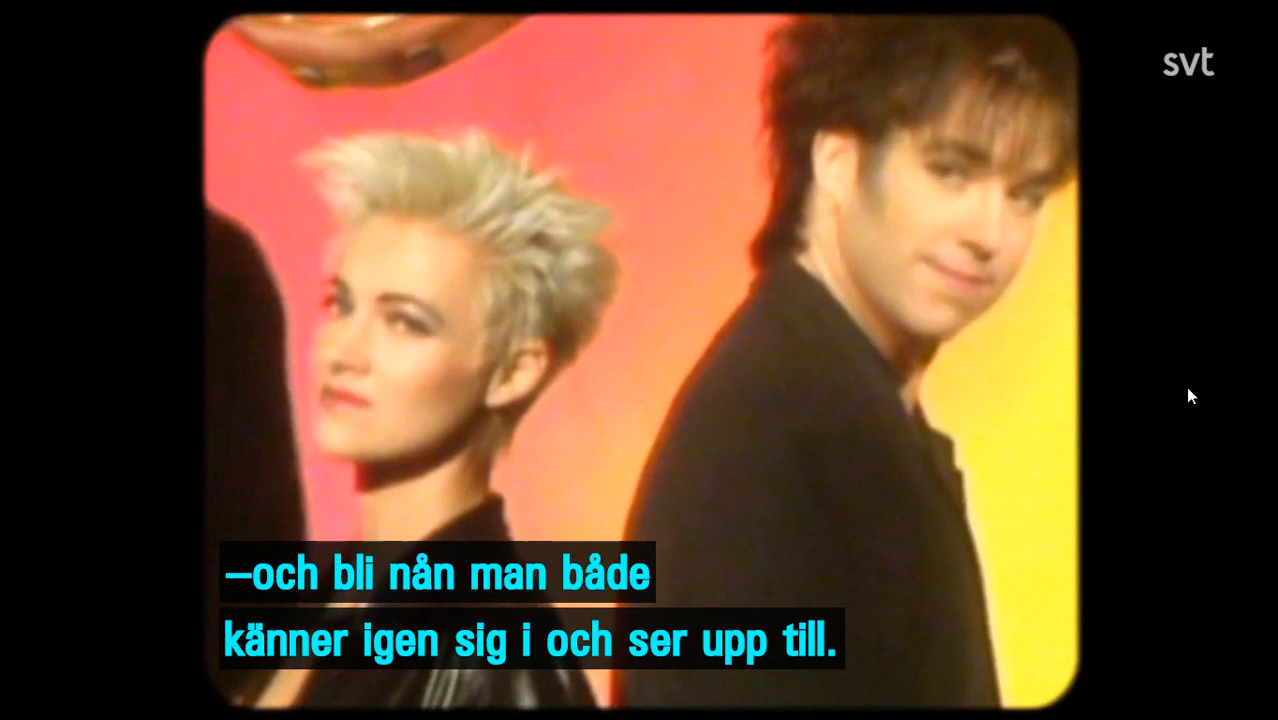 svt
–och bli nån man både
känner igen sig i och ser upp till.